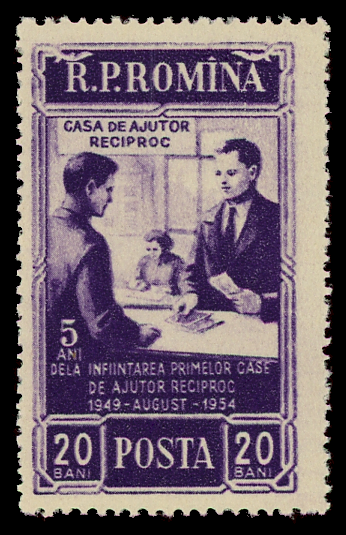 R.P.ROMÎNA
CASA DE AJUTOR
RECIPROC
5
ANI
DELA INFIINTAREA PRIMELOR CASE
DE AJUTOR RECIPROC
1949-AUGUST-1954
20
BANI
POSTA
20
BANI